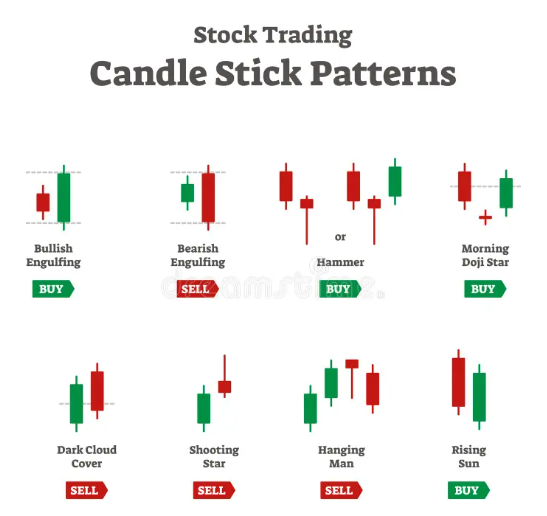 Stock Trading
Candle Stick Patterns
or
Bullish
Engulfing
BUY
Bearish
Engulfing
SELL
Hammer
BUY
Morning
Doji Star
BUY
dreamstime.
Dark Cloud
Cover
SELL
Shooting
Star
SELL
Hanging
Man
SELL
Rising
Sun
BUY